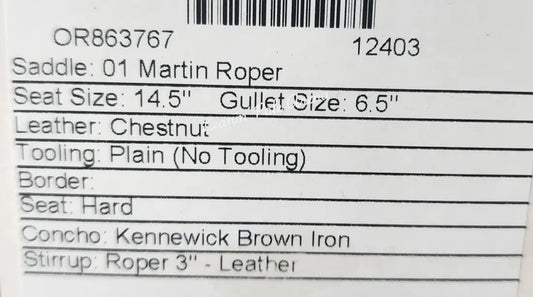 OR863767 12403
Saddle: 01 Martin Roper
Seat Size: 14.5" Gullet Size: 6.5"
Leather: Chestnut
Tooling: Plain (No Tooling)
Border:
Seat: Hard
Concho: Kennewick Brown Iron
Stirrup: Roper 3" - Leather